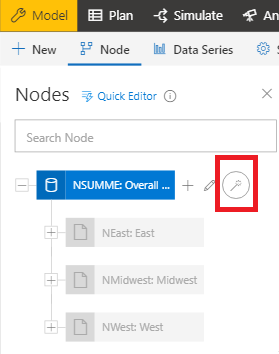 Model Plan Simulate An
+ New Node Data Series S
Nodes Quick Editor
Search Node
NSUMME: Overall ...
NEast: East
NMidwest: Midwest
NWest: West